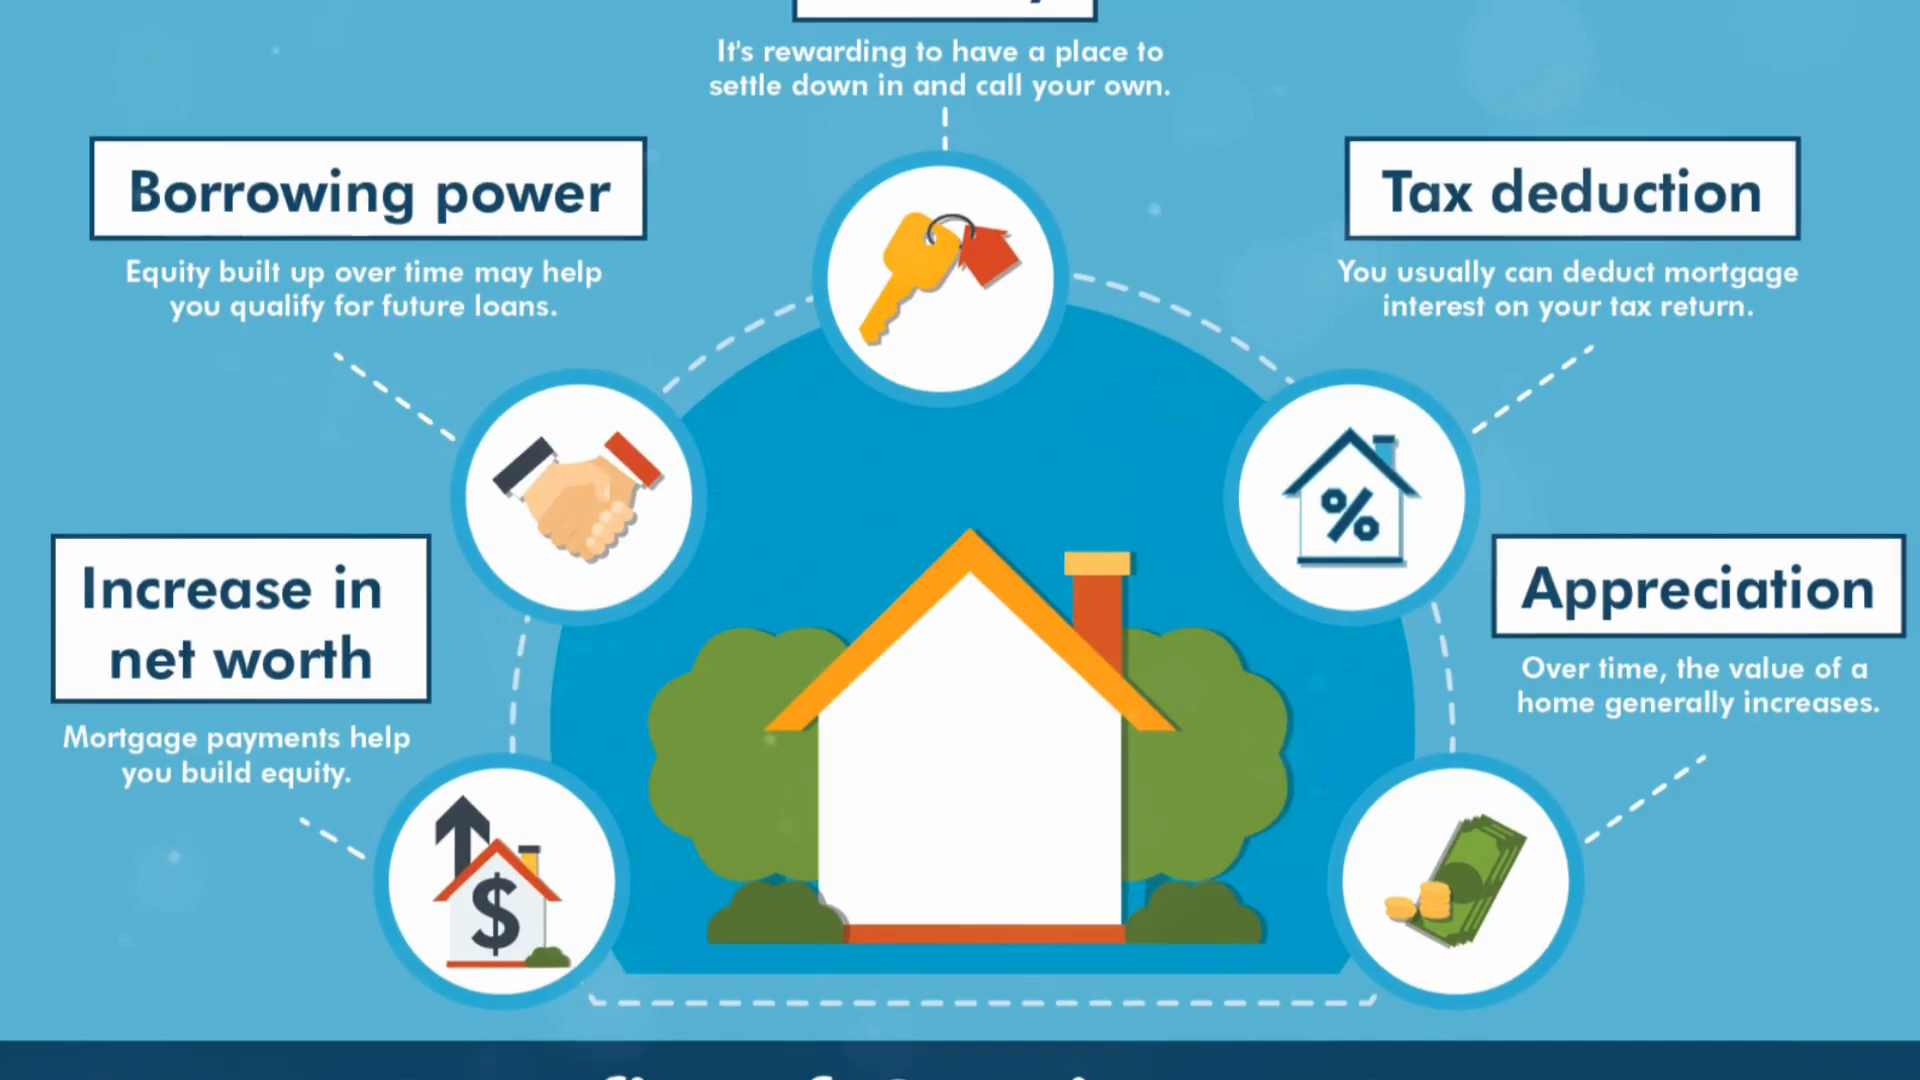 It's rewarding to have a place to
settle down in and call your own.
Borrowing power
Equity built up over time may help
you qualify for future loans.
Tax deduction
You usually can deduct mortgage
interest on your tax return.
%
Increase in
net worth
Mortgage payments help
you build equity.
$
Appreciation
Over time, the value of a
home generally increases.